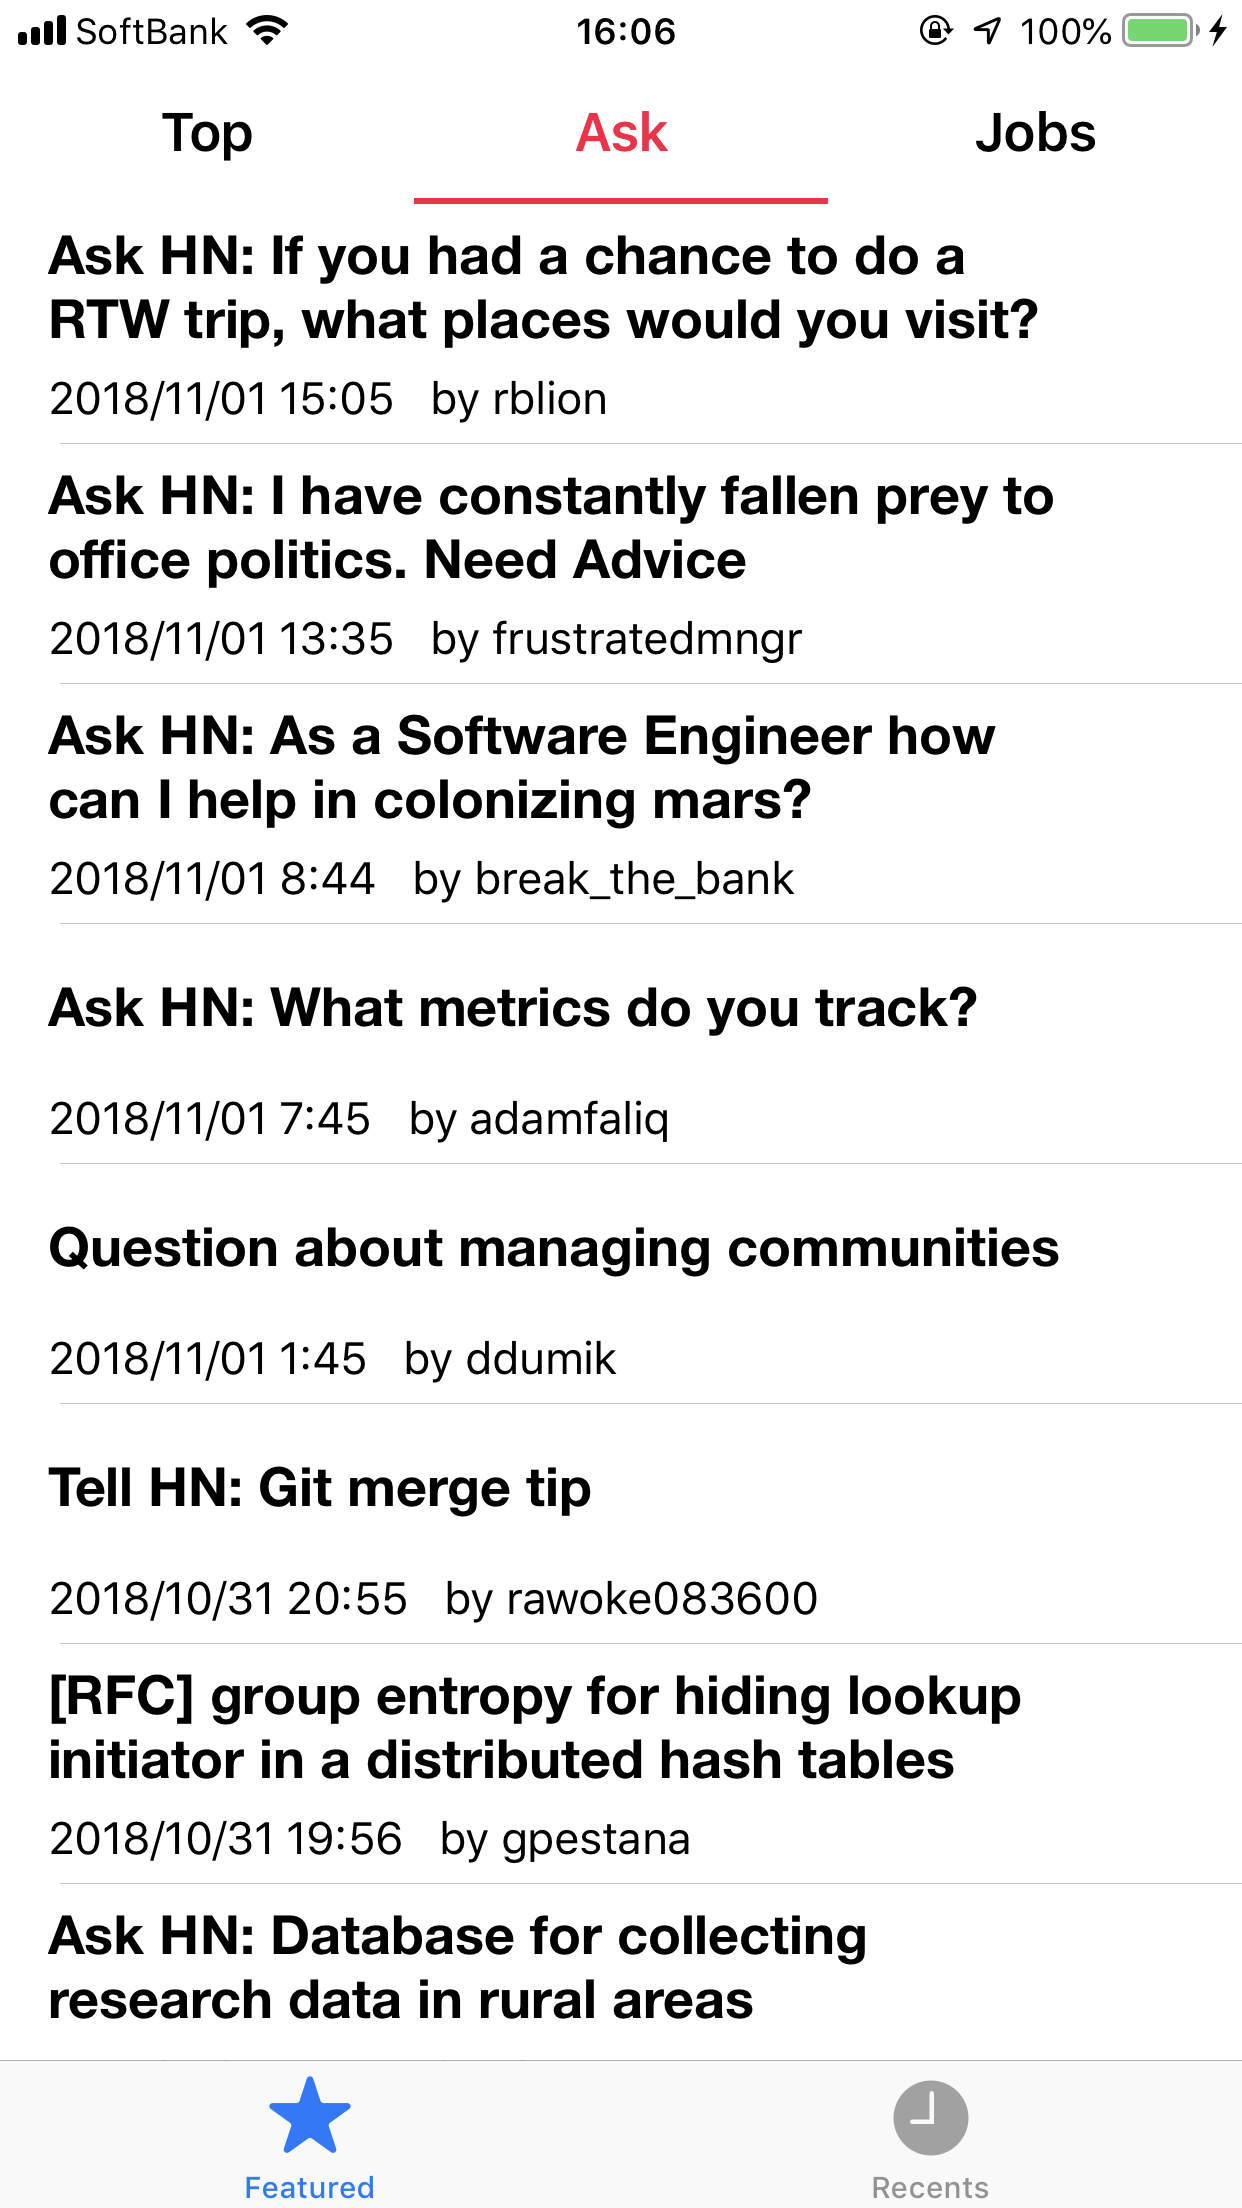 SoftBank 16:06 100%
Top Ask Jobs
Ask HN: If you had a chance to do a
RTW trip, what places would you visit?
2018/11/01 15:05 by rblion
Ask HN: I have constantly fallen prey to
office politics. Need Advice
2018/11/01 13:35 by frustratedmngr
Ask HN: As a Software Engineer how
can I help in colonizing mars?
2018/11/01 8:44 by break_the_bank
Ask HN: What metrics do you track?
2018/11/01 7:45 by adamfaliq
Question about managing communities
2018/11/01 1:45 by ddumik
Tell HN: Git merge tip
2018/10/31 20:55 by rawoke083600
[RFC] group entropy for hiding lookup
initiator in a distributed hash tables
2018/10/31 19:56 by gpestana
Ask HN: Database for collecting
research data in rural areas
Featured Recents